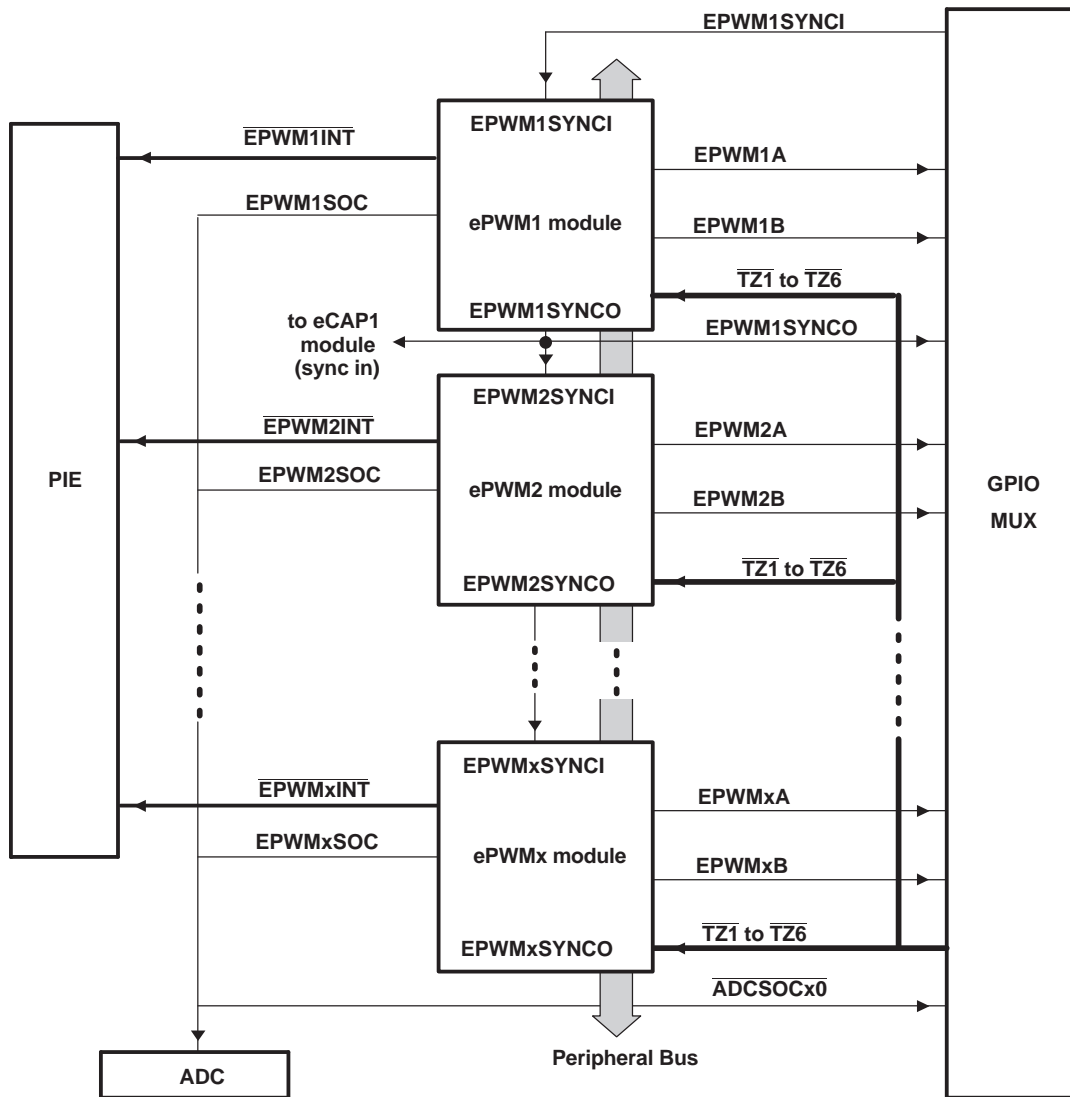 EPWM1SYNCI
EPWM1SYNCI
EPWM1INT
EPWM1A
EPWM1SOC
ePWM1 module
EPWM1B
TZ1 to TZ6
EPWM1SYNCO
to eCAP1
module
(sync in)
EPWM1SYNCO
EPWM2SYNCI
EPWM2INT
EPWM2A
PIE
EPWM2SOC
ePWM2 module
EPWM2B
GPIO
MUX
TZ1 to TZ6
EPWM2SYNCO
EPWMxSYNCI
EPWMxINT
EPWMxA
EPWMxSOC
ePWMx module
EPWMxB
TZ1 to TZ6
EPWMxSYNCO
ADCSOCx0
Peripheral Bus
ADC